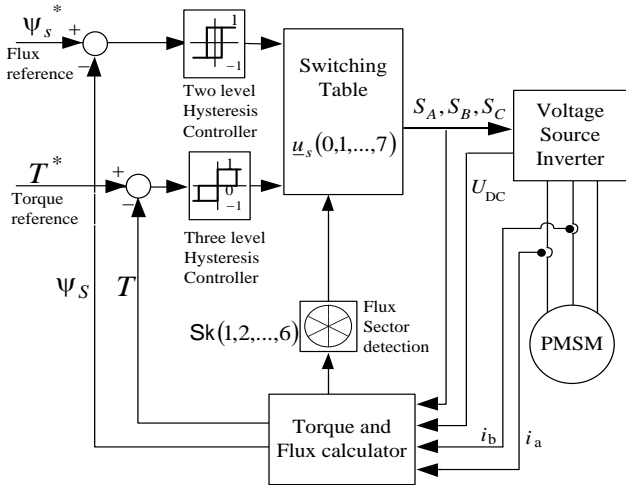 ψ_s*
+
−
Flux
reference
1
−1
Two level
Hysteresis
Controller
Switching
Table
u_s(0,1,...,7)
S_A, S_B, S_C
Voltage
Source
Inverter
U_DC
T*
+
−
Torque
reference
1
0
−1
Three level
Hysteresis
Controller
ψ_S
T
Sk(1,2,...,6)
Flux
Sector
detection
PMSM
Torque and
Flux calculator
i_b
i_a